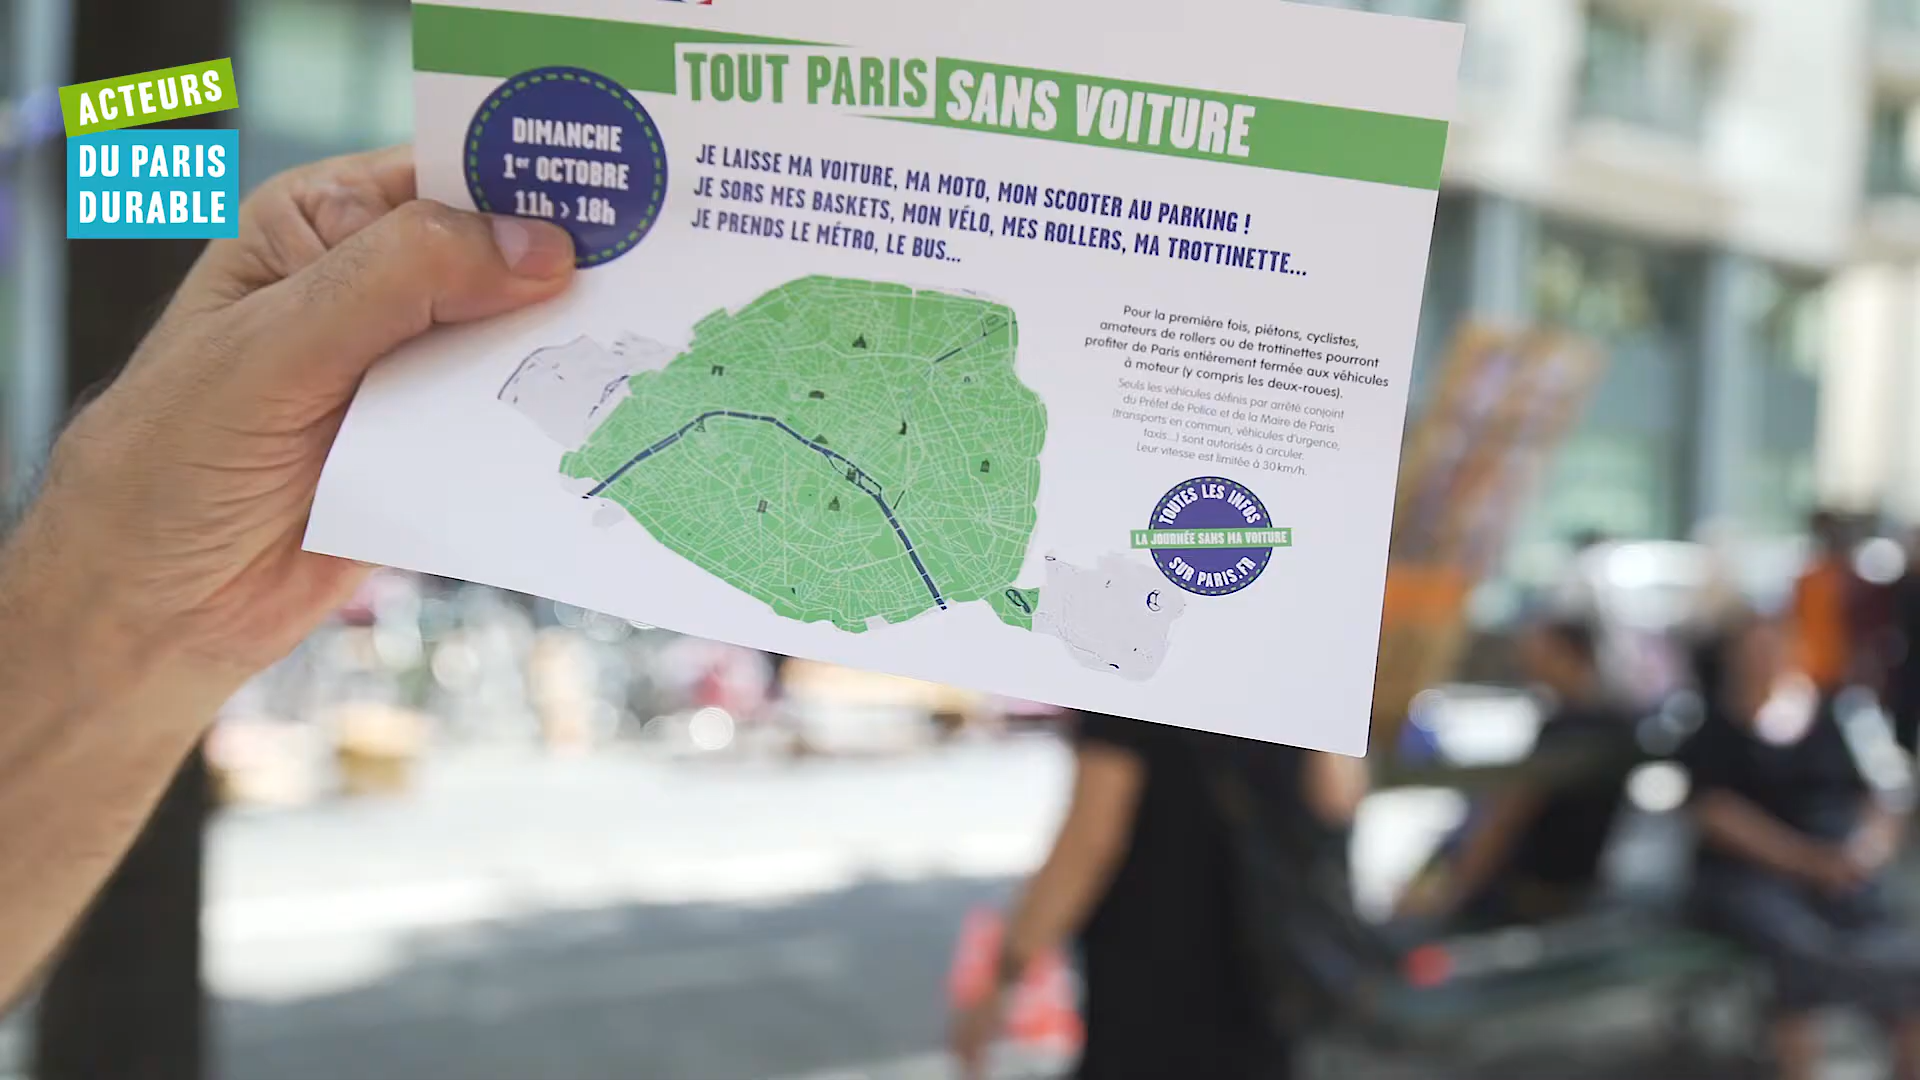 ACTEURS
DU PARIS
DURABLE
TOUT PARIS SANS VOITURE
DIMANCHE
1er OCTOBRE
11h > 18h
JE LAISSE MA VOITURE, MA MOTO, MON SCOOTER AU PARKING !
JE SORS MES BASKETS, MON VÉLO, MES ROLLERS, MA TROTTINETTE...
JE PRENDS LE MÉTRO, LE BUS...
Pour la première fois, piétons, cyclistes,
amateurs de rollers ou de trottinettes pourront
profiter de Paris entièrement fermée aux véhicules
à moteur (y compris les deux-roues).
Seuls les véhicules définis par arrêté conjoint
du Préfet de Police et de la Maire de Paris
(transports en commun, véhicules d'urgence,
taxis...) sont autorisés à circuler.
Leur vitesse est limitée à 30km/h.
TOUTES LES INFOS
LA JOURNÉE SANS MA VOITURE
SUR PARIS.FR